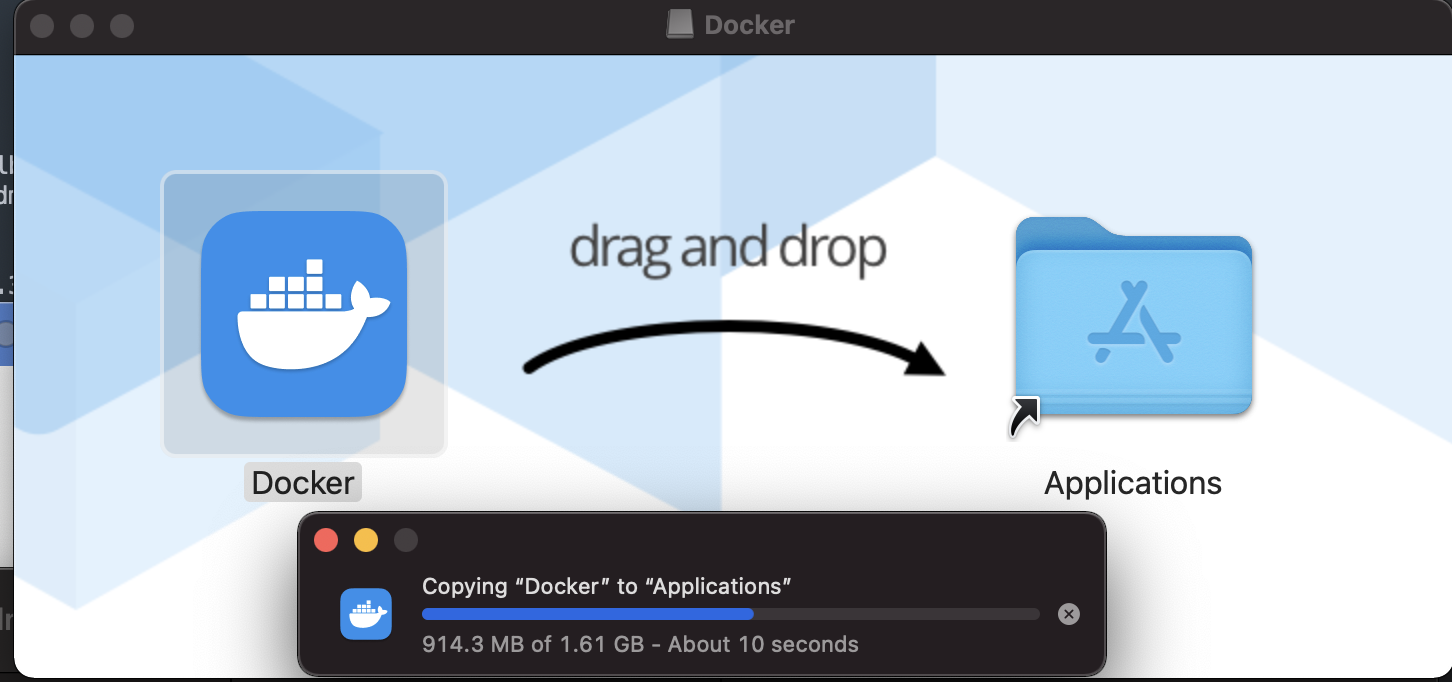 Docker
drag and drop
Docker
Applications
Copying “Docker” to “Applications”
914.3 MB of 1.61 GB - About 10 seconds